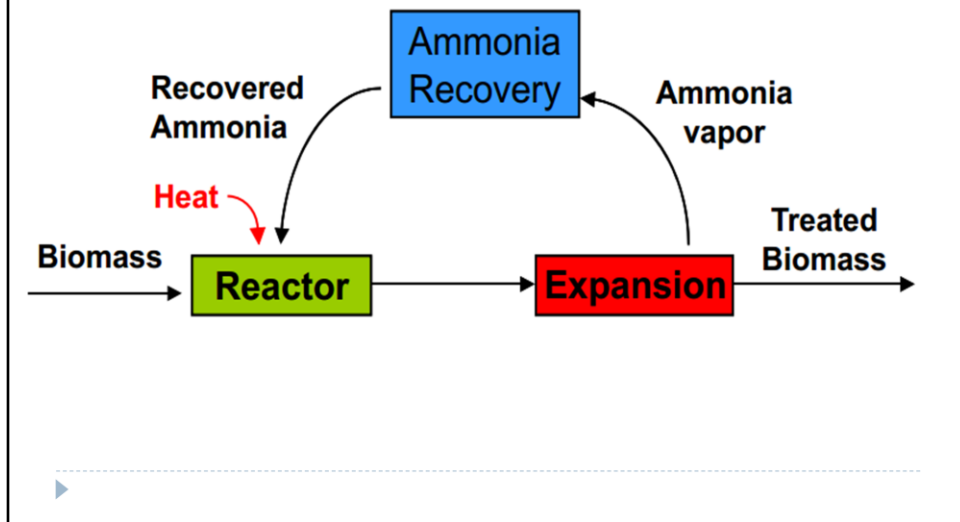 Ammonia
Recovery
Recovered
Ammonia
Ammonia
vapor
Heat
Biomass
Reactor
Expansion
Treated
Biomass